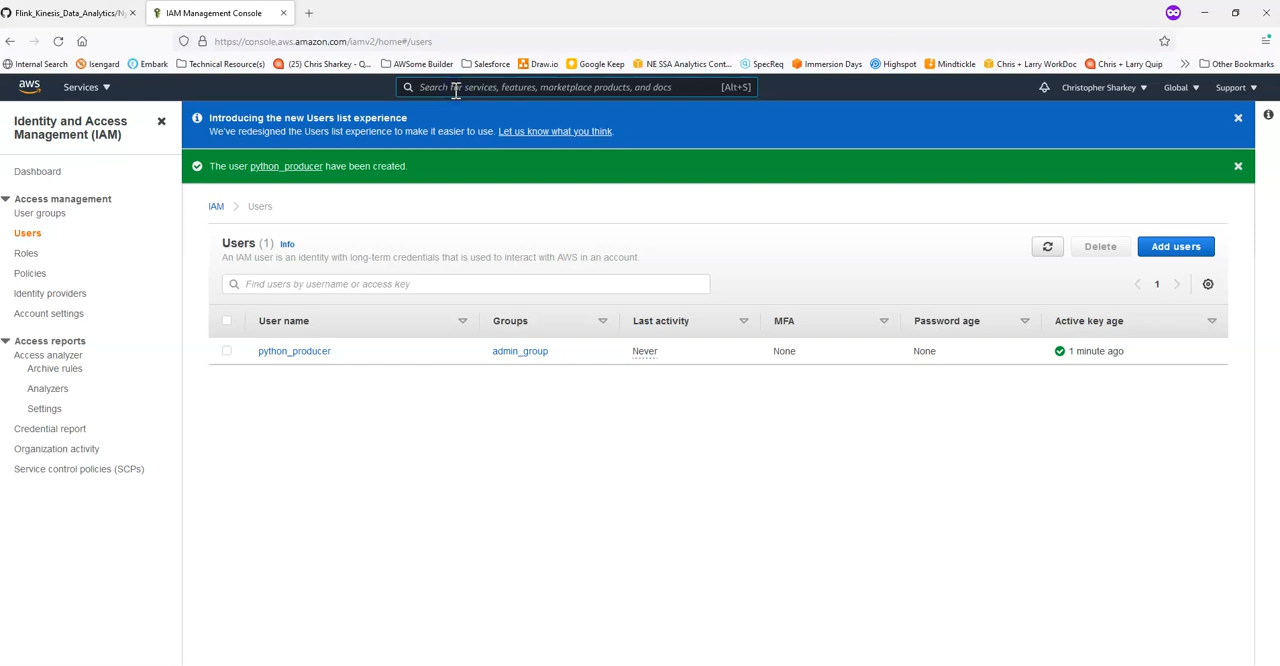 Flink_Kinesis_Data_Analytics/N
IAM Management Console
https://console.aws.amazon.com/iamv2/home#/users
Internal Search
Isengard
Embark
Technical Resource(s)
(25) Chris Sharkey - Q...
AWSome Builder
Salesforce
Draw.io
Google Keep
NE SSA Analytics Cont...
SpecReq
Immersion Days
Highspot
Mindtickle
Chris + Larry WorkDoc
Chris + Larry Quip
Other Bookmarks
aws
Services
Search for services, features, marketplace products, and docs
[Alt+S]
Christopher Sharkey
Global
Support
Identity and Access
Management (IAM)
Dashboard
Access management
User groups
Users
Roles
Policies
Identity providers
Account settings
Access reports
Access analyzer
Archive rules
Analyzers
Settings
Credential report
Organization activity
Service control policies (SCPs)
Introducing the new Users list experience
We've redesigned the Users list experience to make it easier to use. Let us know what you think.
The user python_producer have been created.
IAM > Users
Users (1) Info
An IAM user is an identity with long-term credentials that is used to interact with AWS in an account.
Delete
Add users
Find users by username or access key
1
User name
Groups
Last activity
MFA
Password age
Active key age
python_producer
admin_group
Never
None
None
1 minute ago